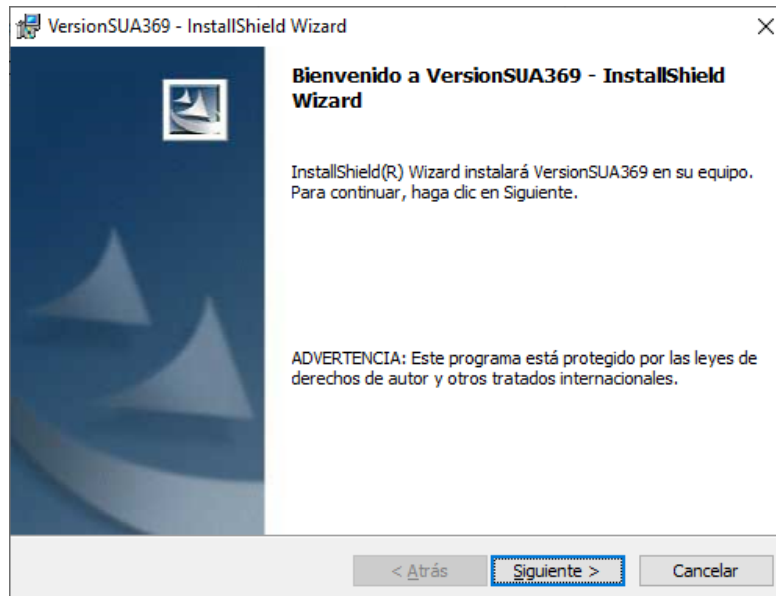 VersionSUA369 - InstallShield Wizard
Bienvenido a VersionSUA369 - InstallShield
Wizard
InstallShield(R) Wizard instalará VersionSUA369 en su equipo.
Para continuar, haga clic en Siguiente.
ADVERTENCIA: Este programa está protegido por las leyes de
derechos de autor y otros tratados internacionales.
< Atrás
Siguiente >
Cancelar